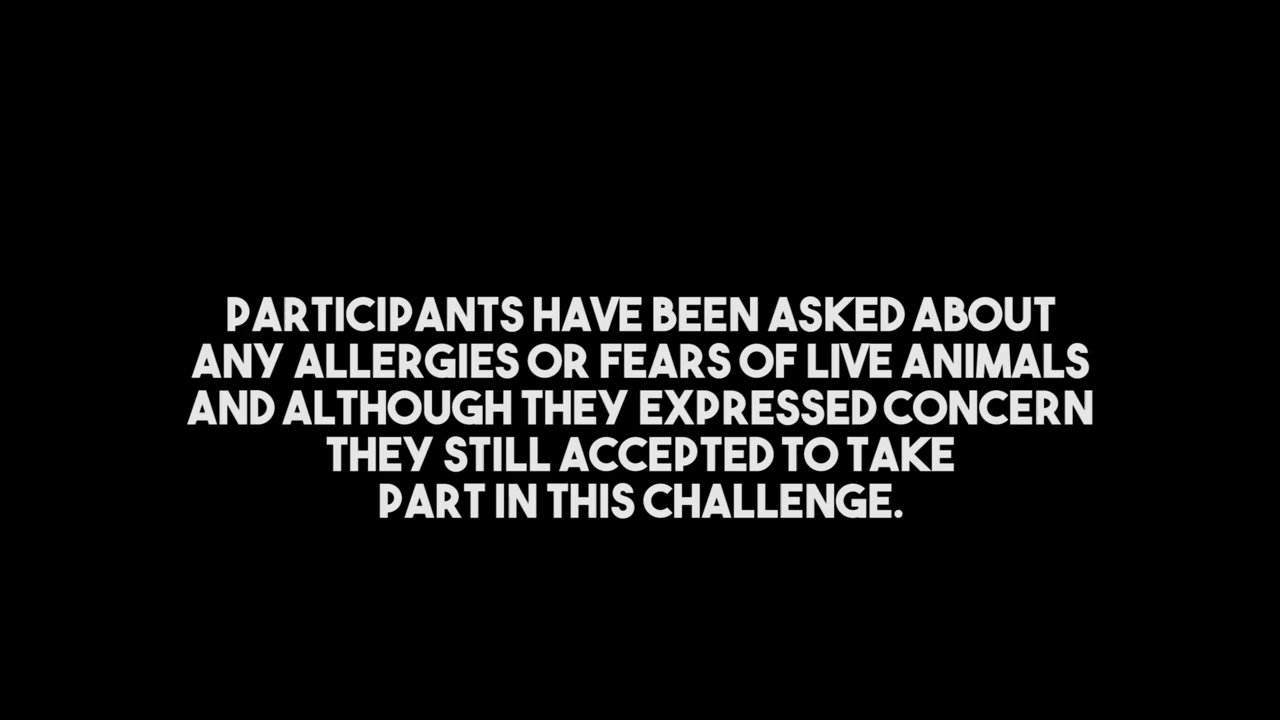 PARTICIPANTS HAVE BEEN ASKED ABOUT
ANY ALLERGIES OR FEARS OF LIVE ANIMALS
AND ALTHOUGH THEY EXPRESSED CONCERN
THEY STILL ACCEPTED TO TAKE
PART IN THIS CHALLENGE.